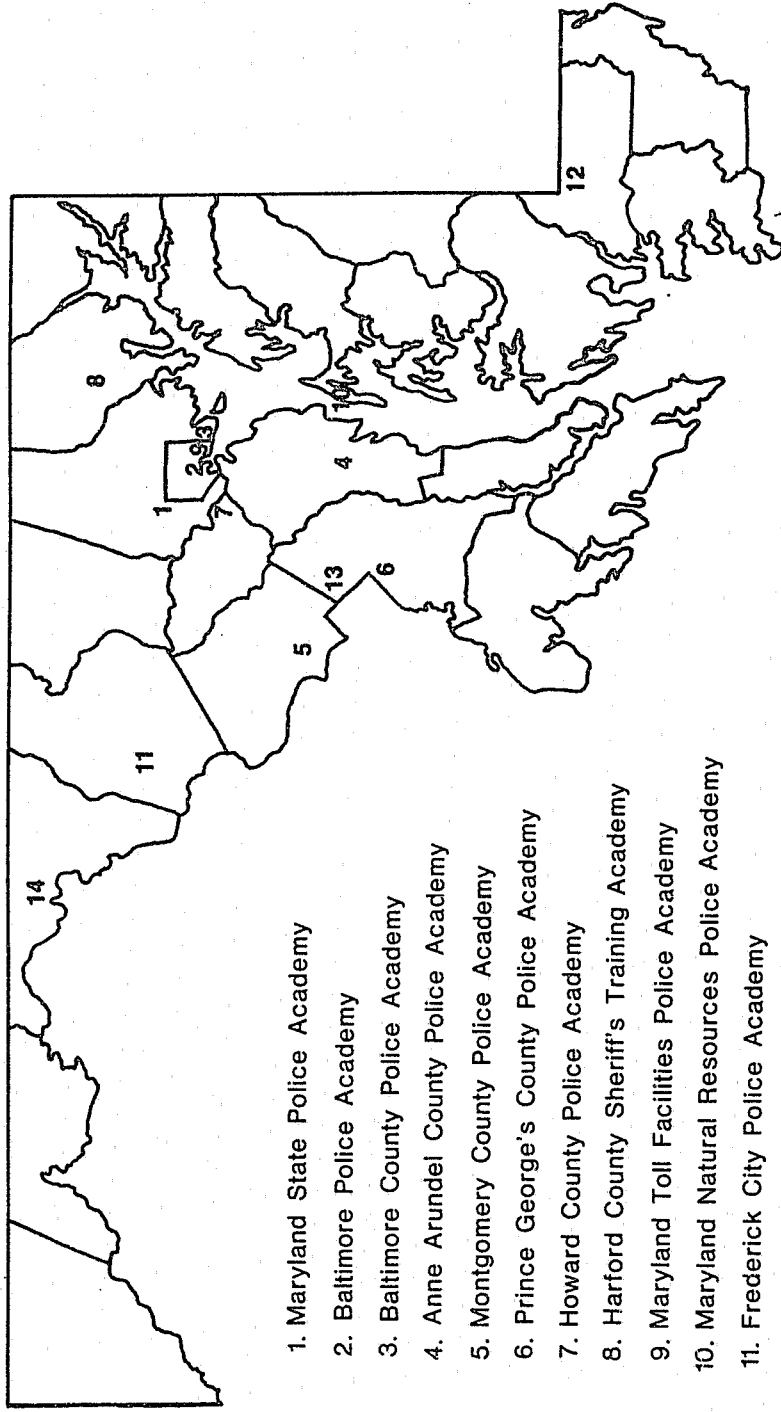 1. Maryland State Police Academy
2. Baltimore Police Academy
3. Baltimore County Police Academy
4. Anne Arundel County Police Academy
5. Montgomery County Police Academy
6. Prince George's County Police Academy
7. Howard County Police Academy
8. Harford County Sheriff's Training Academy
9. Maryland Toll Facilities Police Academy
10. Maryland Natural Resources Police Academy
11. Frederick City Police Academy
14
11
5
13
6
7
1
2
9
3
4
8
10
12